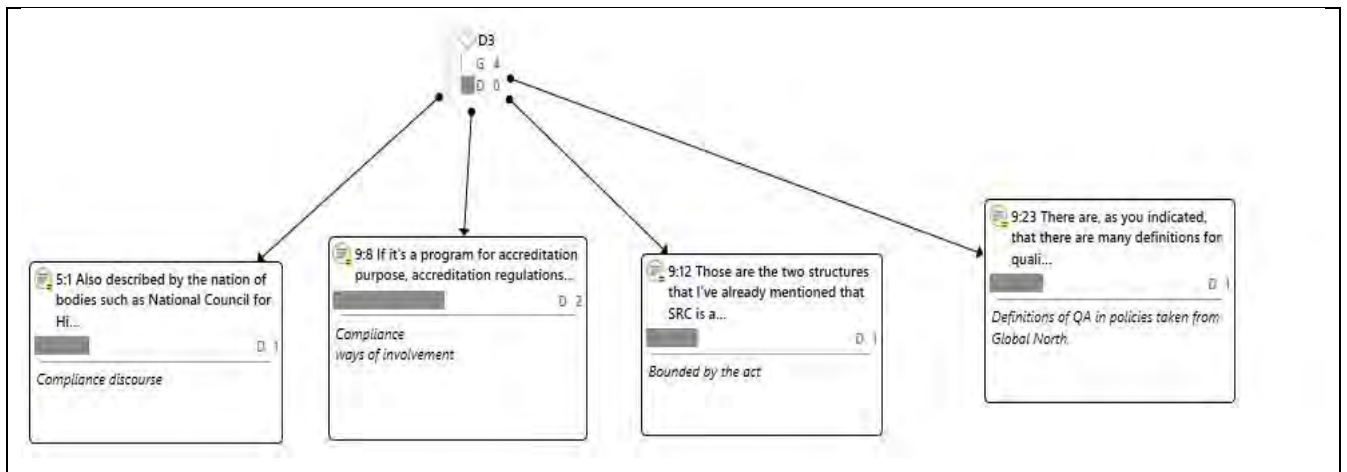 D3
G 4
D 0
5:1 Also described by the nation of
bodies such as National Council for
Hi...
D 1
Compliance discourse
9:8 If it's a program for accreditation
purpose, accreditation regulations...
D 2
Compliance
ways of involvement
9:12 Those are the two structures
that I've already mentioned that
SRC is a...
D 1
Bounded by the act
9:23 There are, as you indicated,
that there are many definitions for
quali...
D 1
Definitions of QA in policies taken from
Global North.